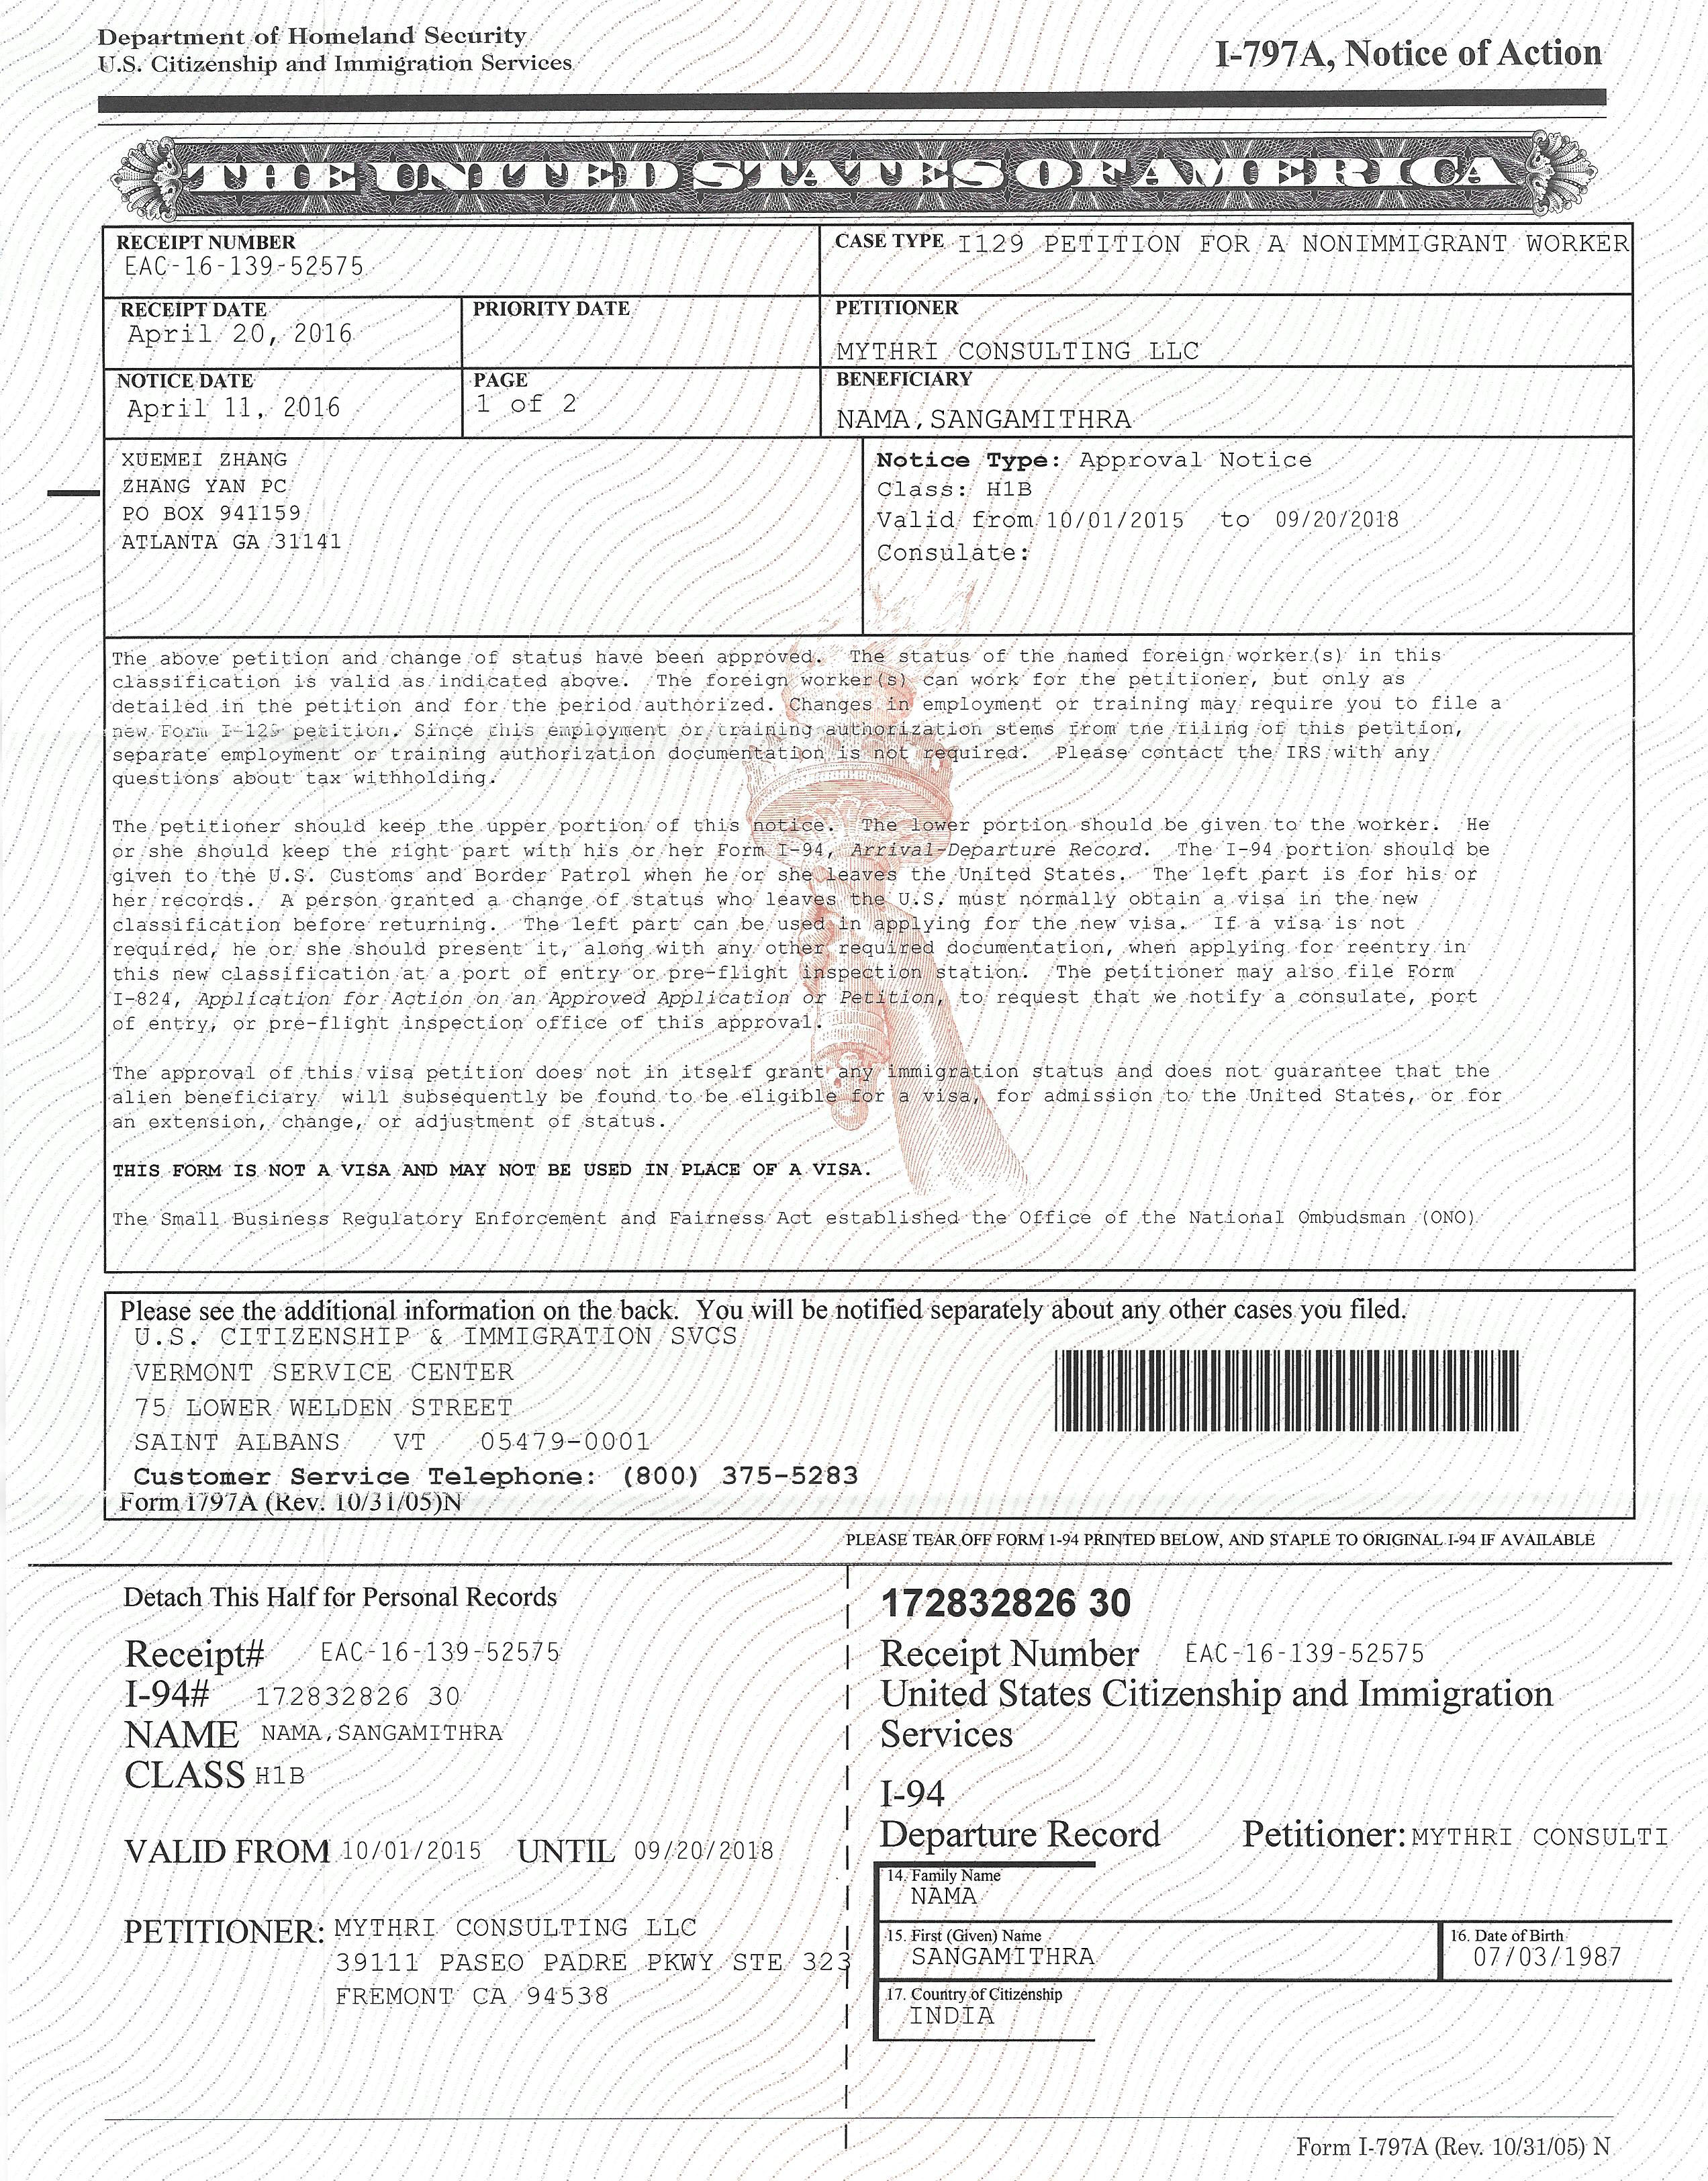 Department of Homeland Security
U.S. Citizenship and Immigration Services
I-797A, Notice of Action
THE UNITED STATES OF AMERICA
RECEIPT NUMBER
EAC-16-139-52575
CASE TYPE I129 PETITION FOR A NONIMMIGRANT WORKER
RECEIPT DATE
April 20, 2016
PRIORITY DATE
PETITIONER
MYTHRI CONSULTING LLC
NOTICE DATE
April 11, 2016
PAGE
1 of 2
BENEFICIARY
NAMA,SANGAMITHRA
XUEMEI ZHANG
ZHANG YAN PC
PO BOX 941159
ATLANTA GA 31141
Notice Type: Approval Notice
Class: H1B
Valid from 10/01/2015 to 09/20/2018
Consulate:
The above petition and change of status have been approved. The status of the named foreign worker(s) in this
classification is valid as indicated above. The foreign worker(s) can work for the petitioner, but only as
detailed in the petition and for the period authorized. Changes in employment or training may require you to file a
new Form I-129 petition. Since this employment or training authorization stems from the filing of this petition,
separate employment or training authorization documentation is not required. Please contact the IRS with any
questions about tax withholding.
The petitioner should keep the upper portion of this notice. The lower portion should be given to the worker. He
or she should keep the right part with his or her Form I-94, Arrival-Departure Record. The I-94 portion should be
given to the U.S. Customs and Border Patrol when he or she leaves the United States. The left part is for his or
her records. A person granted a change of status who leaves the U.S. must normally obtain a visa in the new
classification before returning. The left part can be used in applying for the new visa. If a visa is not
required, he or she should present it, along with any other required documentation, when applying for reentry in
this new classification at a port of entry or pre-flight inspection station. The petitioner may also file Form
I-824, Application for Action on an Approved Application or Petition, to request that we notify a consulate, port
of entry, or pre-flight inspection office of this approval.
The approval of this visa petition does not in itself grant any immigration status and does not guarantee that the
alien beneficiary will subsequently be found to be eligible for a visa, for admission to the United States, or for
an extension, change, or adjustment of status.
THIS FORM IS NOT A VISA AND MAY NOT BE USED IN PLACE OF A VISA.
The Small Business Regulatory Enforcement and Fairness Act established the Office of the National Ombudsman (ONO)
Please see the additional information on the back. You will be notified separately about any other cases you filed.
U.S. CITIZENSHIP & IMMIGRATION SVCS
VERMONT SERVICE CENTER
75 LOWER WELDEN STREET
SAINT ALBANS VT 05479-0001
Customer Service Telephone: (800) 375-5283
Form I797A (Rev. 10/31/05)N
PLEASE TEAR OFF FORM I-94 PRINTED BELOW, AND STAPLE TO ORIGINAL I-94 IF AVAILABLE
Detach This Half for Personal Records
Receipt# EAC-16-139-52575
I-94# 172832826 30
NAME NAMA,SANGAMITHRA
CLASS H1B
VALID FROM 10/01/2015 UNTIL 09/20/2018
PETITIONER: MYTHRI CONSULTING LLC
39111 PASEO PADRE PKWY STE 323
FREMONT CA 94538
172832826 30
Receipt Number EAC-16-139-52575
United States Citizenship and Immigration
Services
I-94
Departure Record Petitioner: MYTHRI CONSULTI
14. Family Name
NAMA
15. First (Given) Name
SANGAMITHRA
16. Date of Birth
07/03/1987
17. Country of Citizenship
INDIA
Form I-797A (Rev. 10/31/05) N